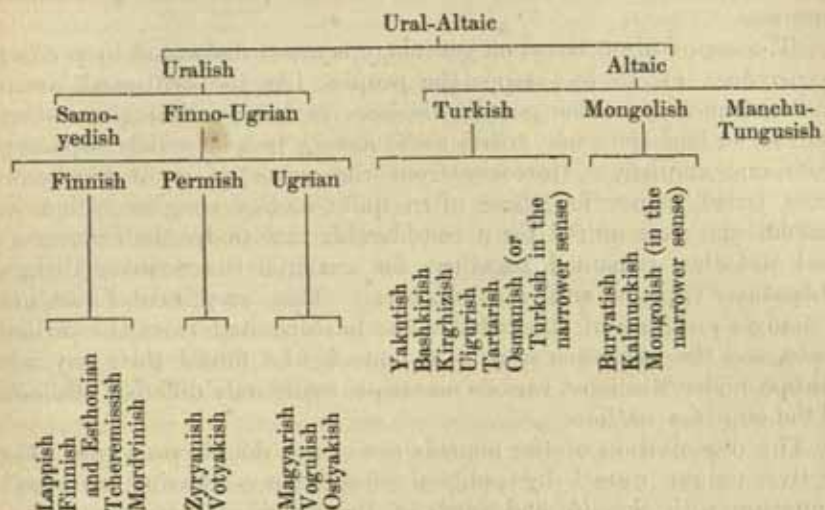 Ural-Altaic
Uralish
Altaic
Samo-
yedish
Finno-Ugrian
Turkish
Mongolish
Manchu-
Tungusish
Finnish
Permish
Ugrian
Yakutish
Bashkirish
Kirghizish
Uigurish
Tartarish
Osmanish (or
Turkish in the
narrower sense)
Buryatish
Kalmuckish
Mongolish (in the
narrower sense)
Lappish
Finnish
and Esthonian
Tcheremissish
Mordvinish
Zyryanish
Votyakish
Magyarish
Vogulish
Ostyakish